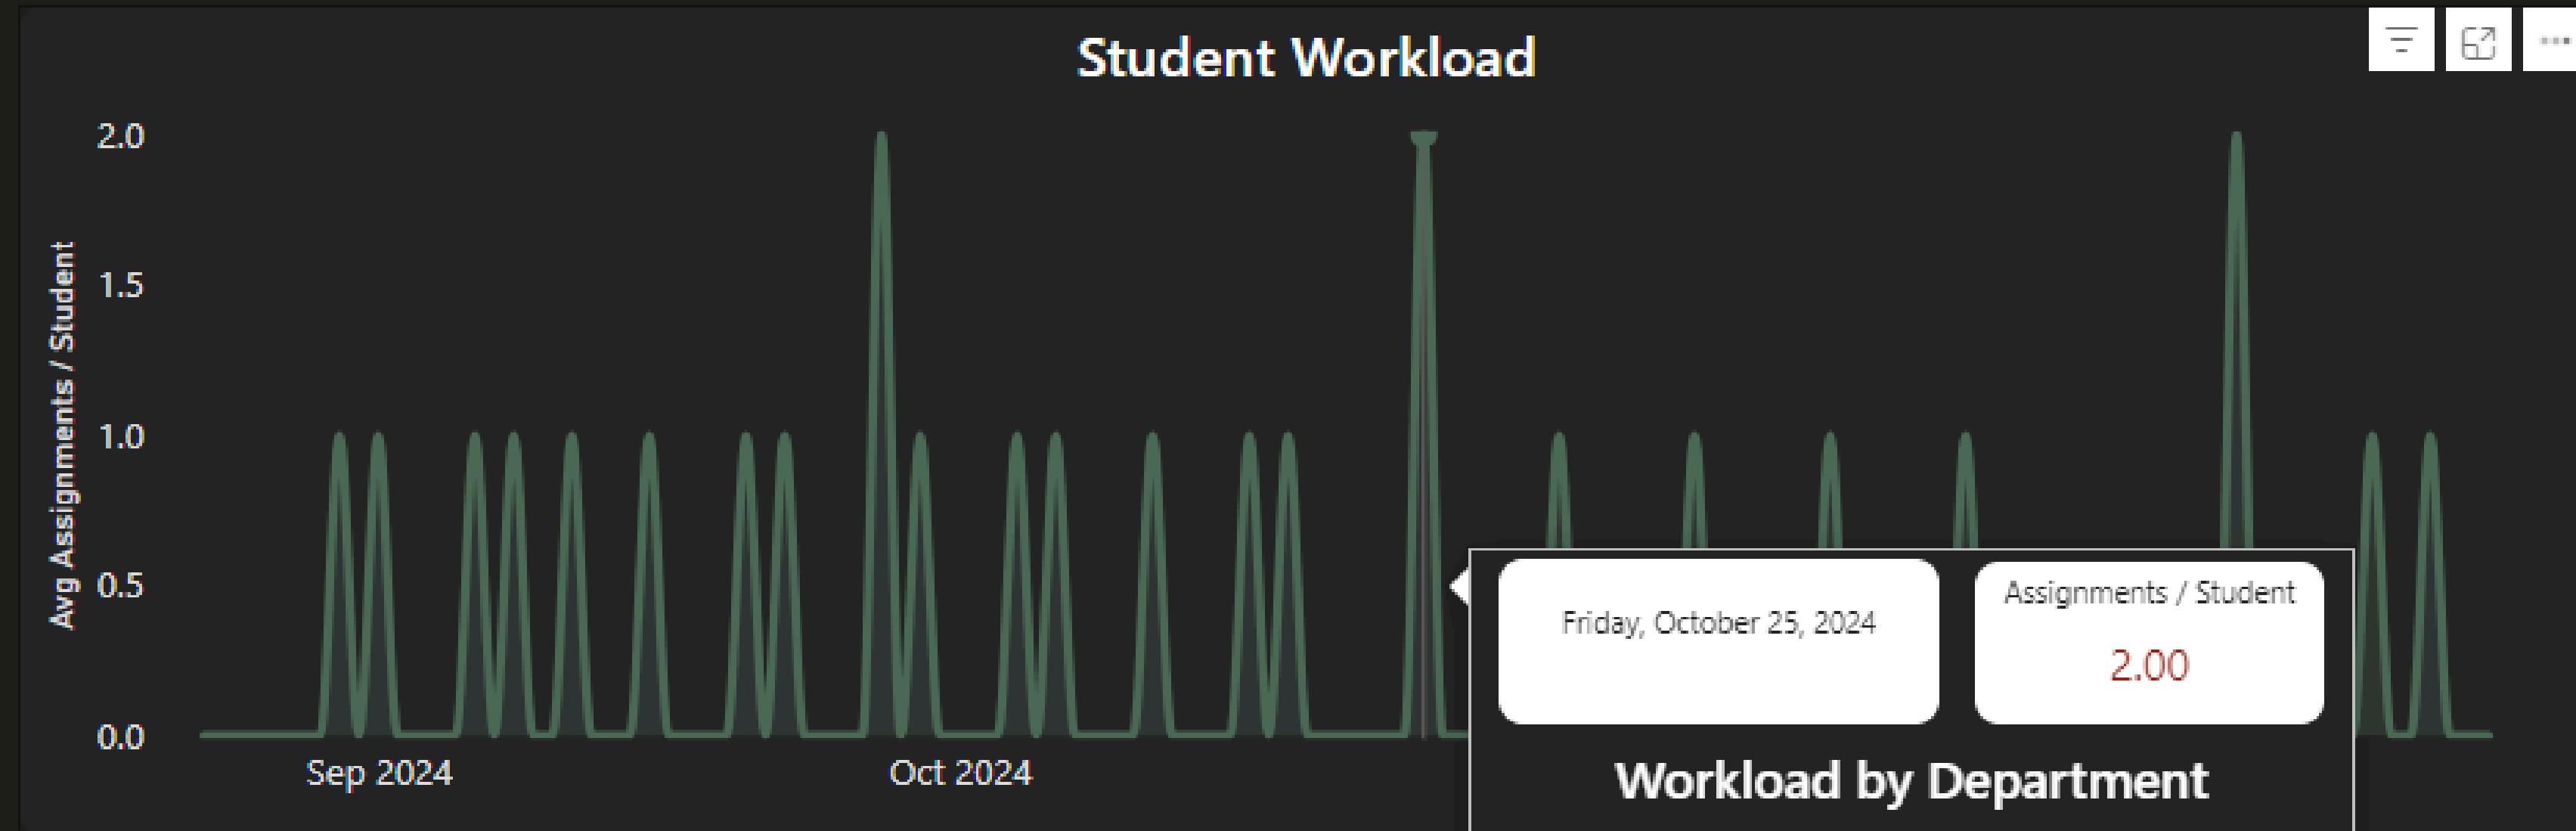 Student Workload
Avg Assignments / Student
2.0
1.5
1.0
0.5
0.0
Sep 2024
Oct 2024
Friday, October 25, 2024
Assignments / Student
2.00
Workload by Department